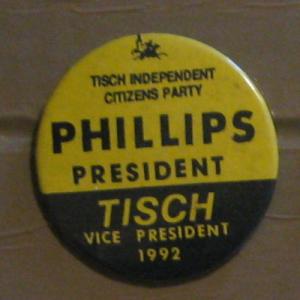 TISCH INDEPENDENT
CITIZENS PARTY
PHILLIPS
PRESIDENT
TISCH
VICE PRESIDENT
1992